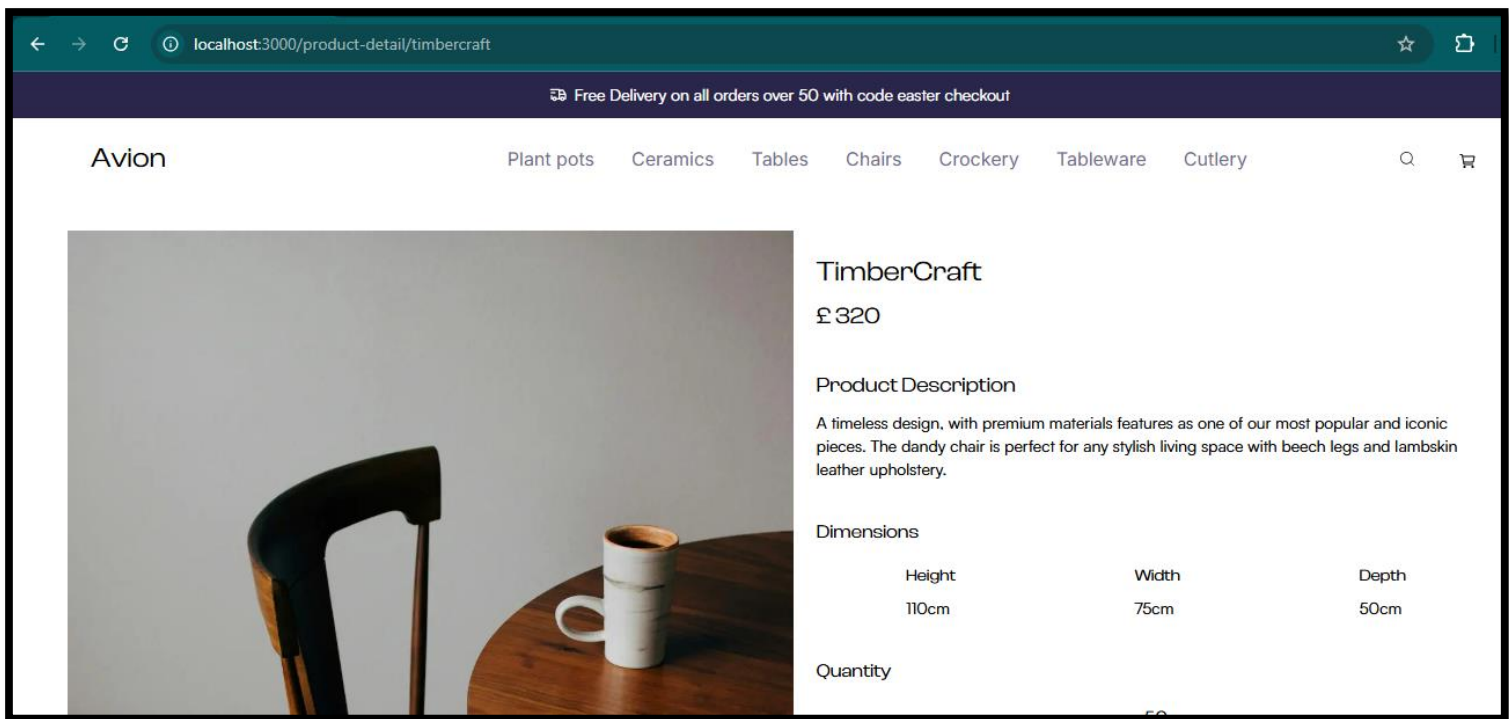 localhost:3000/product-detail/timbercraft
Free Delivery on all orders over 50 with code easter checkout
Avion
Plant pots Ceramics Tables Chairs Crockery Tableware Cutlery
TimberCraft
£ 320
Product Description
A timeless design, with premium materials features as one of our most popular and iconic
pieces. The dandy chair is perfect for any stylish living space with beech legs and lambskin
leather upholstery.
Dimensions
Height Width Depth
110cm 75cm 50cm
Quantity